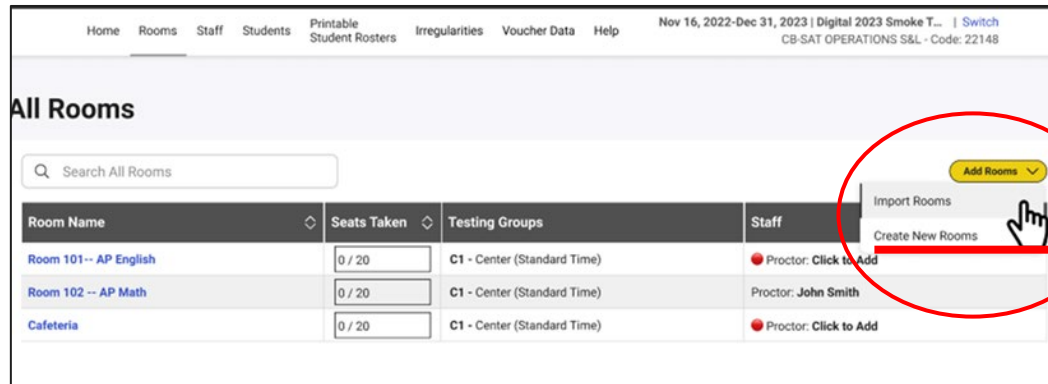 Home Rooms Staff Students Printable Student Rosters Irregularities Voucher Data Help
Nov 16, 2022-Dec 31, 2023 | Digital 2023 Smoke T... | Switch
CB-SAT OPERATIONS S&L - Code: 22148
All Rooms
Search All Rooms
Add Rooms
Import Rooms
Create New Rooms
Room Name Seats Taken Testing Groups Staff
Room 101-- AP English 0 / 20 C1 - Center (Standard Time) Proctor: Click to Add
Room 102 -- AP Math 0 / 20 C1 - Center (Standard Time) Proctor: John Smith
Cafeteria 0 / 20 C1 - Center (Standard Time) Proctor: Click to Add